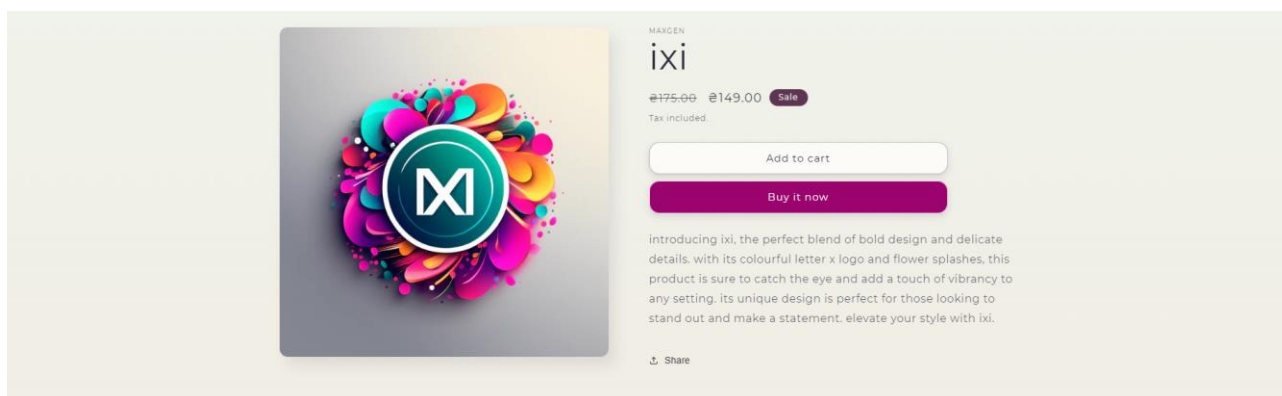 IXI
MAXGEN
ixi
₴175.00 ₴149.00 Sale
Tax included.
Add to cart
Buy it now
introducing ixi, the perfect blend of bold design and delicate
details. with its colourful letter x logo and flower splashes, this
product is sure to catch the eye and add a touch of vibrancy to
any setting. its unique design is perfect for those looking to
stand out and make a statement. elevate your style with ixi.
Share